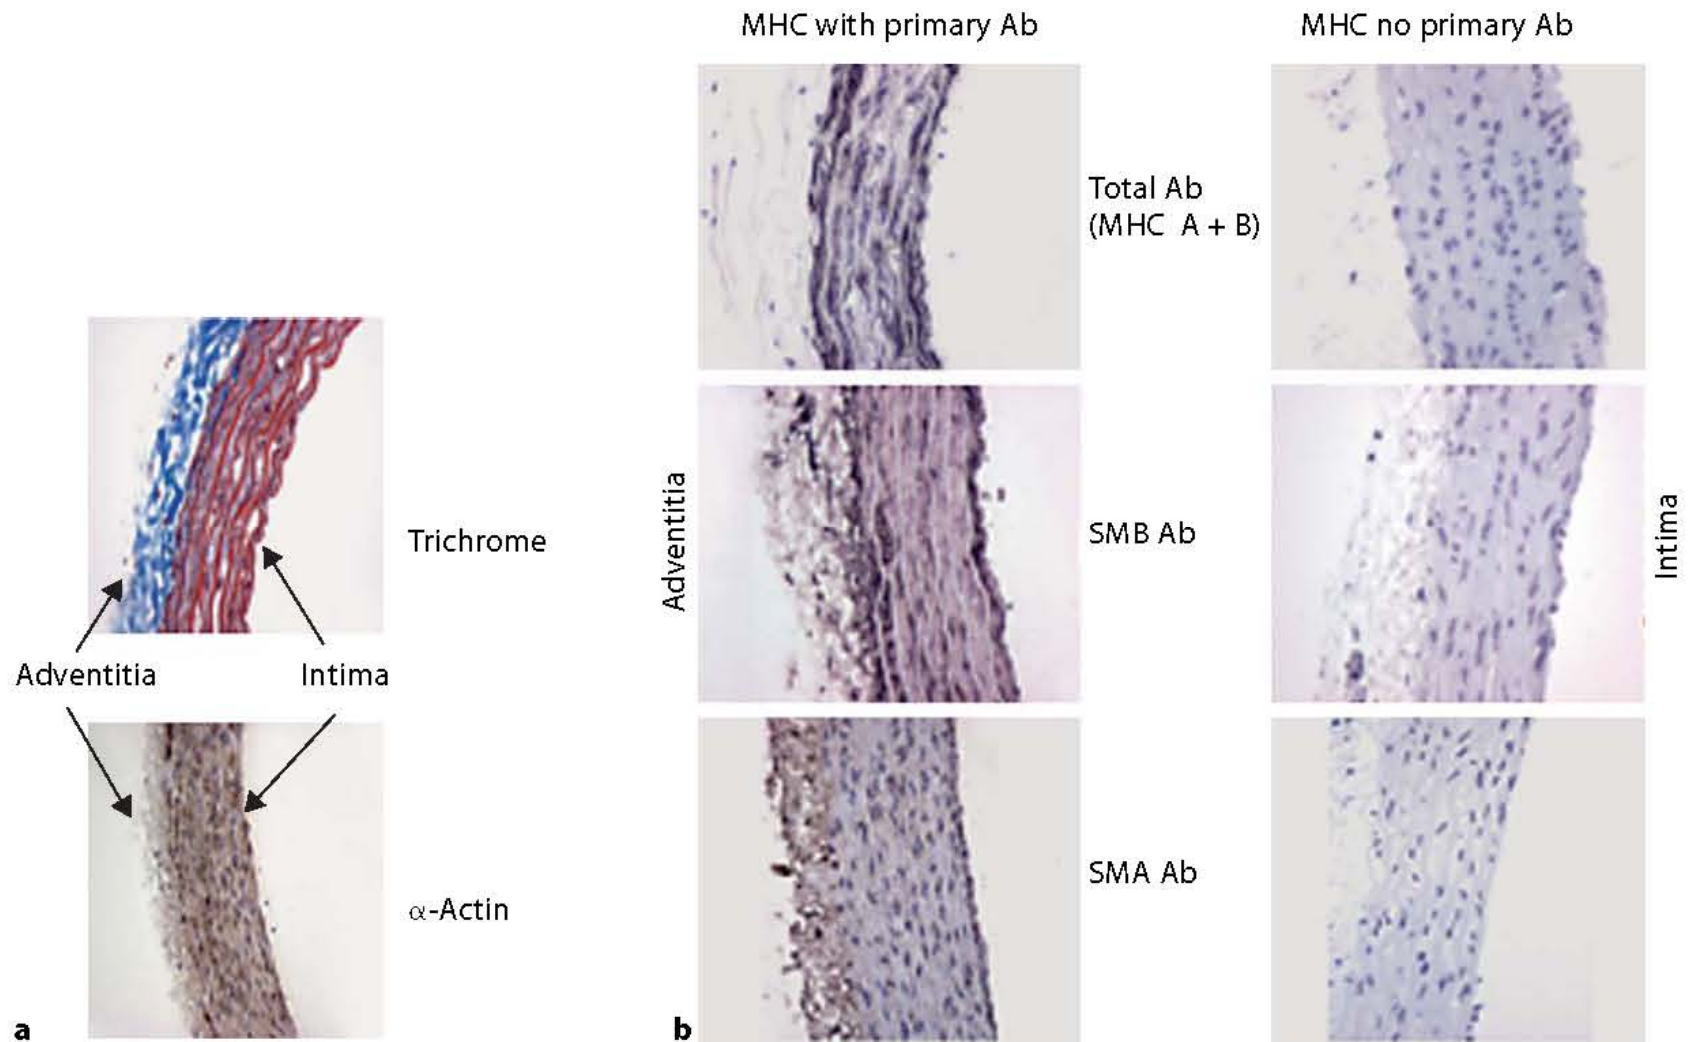 MHC with primary Ab
MHC no primary Ab
Total Ab
(MHC A + B)
Trichrome
Adventitia
Intima
α-Actin
Adventitia
SMB Ab
Intima
SMA Ab
a
b